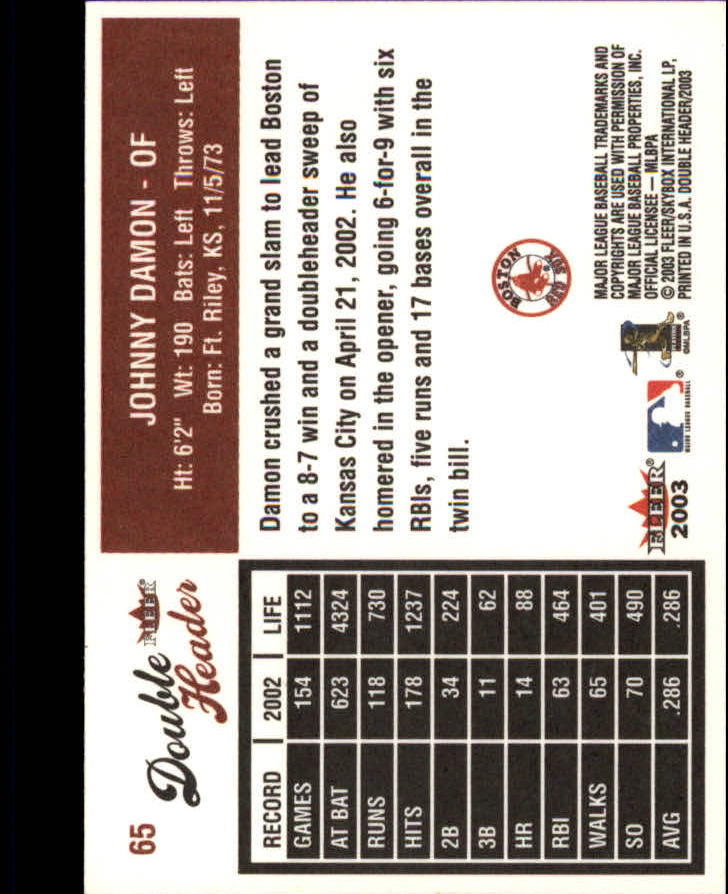 65
Double
Header
FLEER
JOHNNY DAMON - OF
Ht: 6'2" Wt: 190 Bats: Left Throws: Left
Born: Ft. Riley, KS, 11/5/73
RECORD 2002 LIFE
GAMES 154 1112
AT BAT 623 4324
RUNS 118 730
HITS 178 1237
2B 34 224
3B 11 62
HR 14 88
RBI 63 464
WALKS 65 401
SO 70 490
AVG .286 .286
Damon crushed a grand slam to lead Boston
to a 8-7 win and a doubleheader sweep of
Kansas City on April 21, 2002. He also
homered in the opener, going 6-for-9 with six
RBIs, five runs and 17 bases overall in the
twin bill.
BOSTON
RED SOX
FLEER®
2003
®
MAJOR LEAGUE BASEBALL
PLAYERS
®
©MLBPA
MAJOR LEAGUE BASEBALL TRADEMARKS AND
COPYRIGHTS ARE USED WITH PERMISSION OF
MAJOR LEAGUE BASEBALL PROPERTIES, INC.
OFFICIAL LICENSEE — MLBPA
© 2003 FLEER/SKYBOX INTERNATIONAL LP,
PRINTED IN U.S.A. DOUBLE HEADER/2003